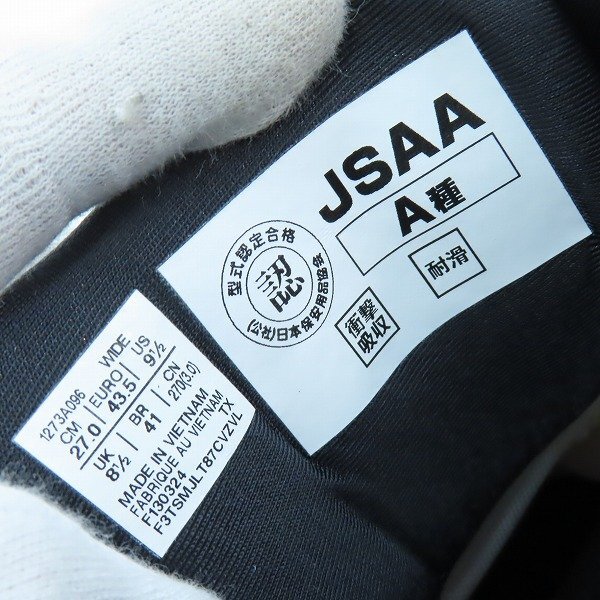 JSAA
A種
型式認定合格
認
(公社)日本保安用品協会
衝撃
吸収
耐滑
1273A096 WIDE
CM EURO US
27.0 43.5 9½
UK BR CN
8½ 41 270(3.0)
MADE IN VIETNAM
FABRIQUE AU VIETNAM
F130324 TX
F3TSMJLT87CVZVL